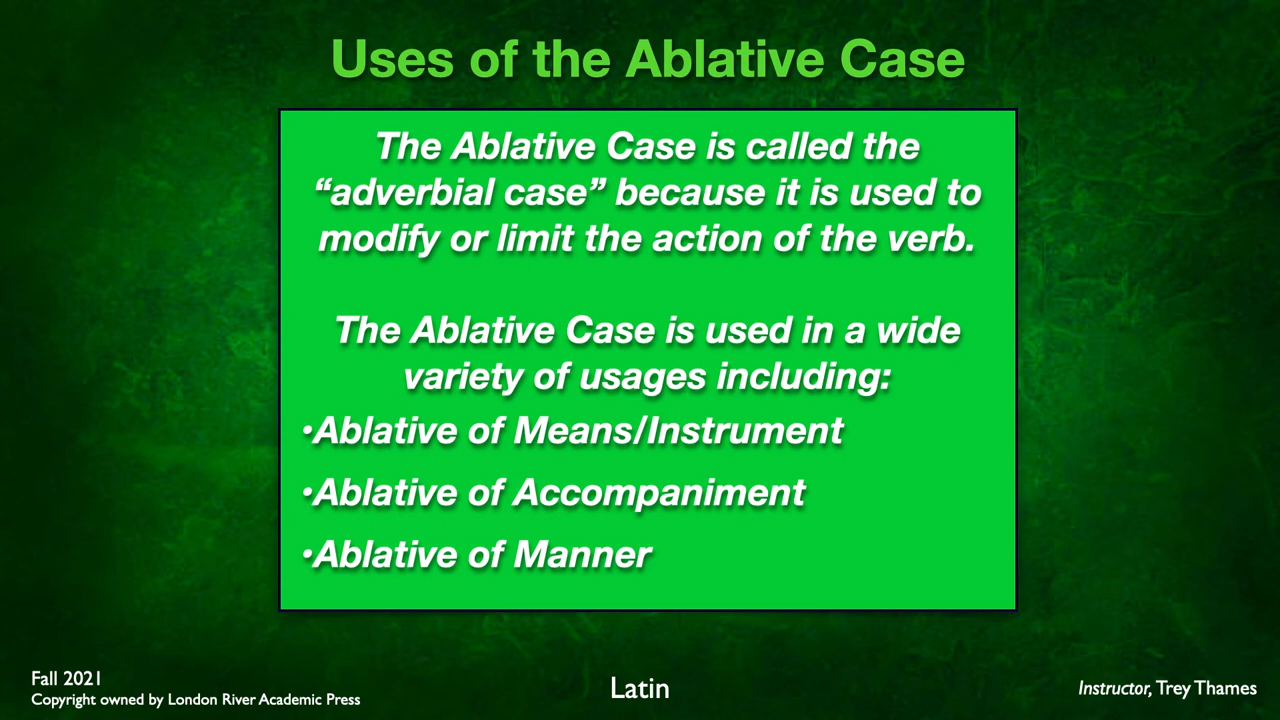 Uses of the Ablative Case
The Ablative Case is called the
“adverbial case” because it is used to
modify or limit the action of the verb.
The Ablative Case is used in a wide
variety of usages including:
•Ablative of Means/Instrument
•Ablative of Accompaniment
•Ablative of Manner
Fall 2021
Copyright owned by London River Academic Press
Latin
Instructor, Trey Thames